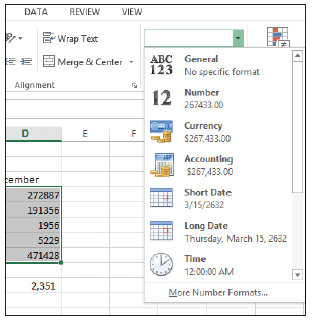 DATA REVIEW VIEW
Wrap Text
Merge & Center
Alignment
ABC
123
General
No specific format
12
Number
267433.00
Currency
$267,433.00
Accounting
$267,433.00
Short Date
3/15/2632
Long Date
Thursday, March 15, 2632
Time
12:00:00 AM
More Number Formats...
D E F
cember
272887
191356
1956
5229
471428
2,351